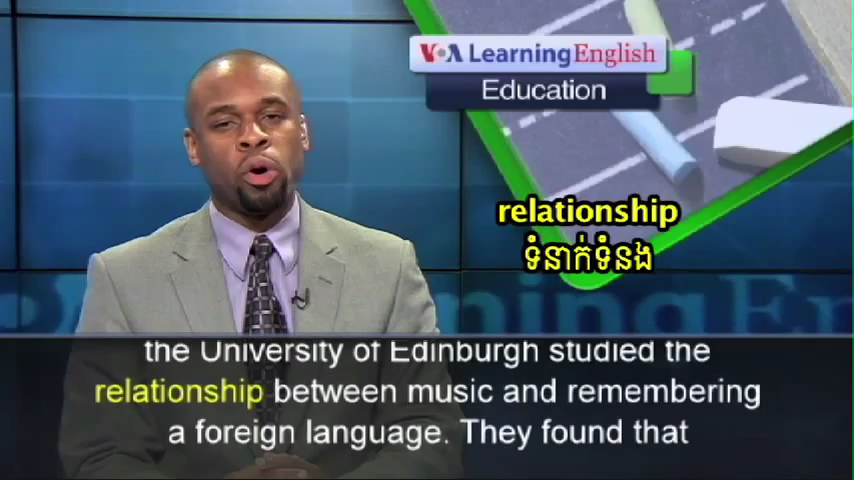 VOA Learning English
Education
relationship
ទំនាក់ទំនង
the University of Edinburgh studied the
relationship between music and remembering
a foreign language. They found that